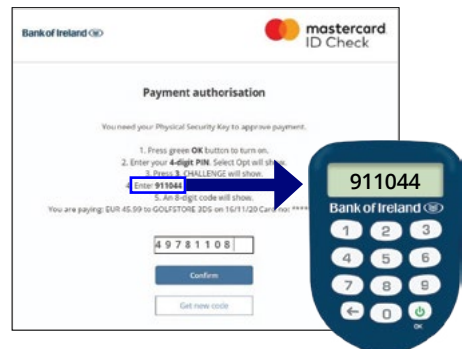 Bank of Ireland
mastercard
ID Check
Payment authorisation
You need your Physical Security Key to approve payment.
1. Press green OK button to turn on.
2. Enter your 4-digit PIN. Select Opt will show.
3. Press 3. CHALLENGE will show.
4. Enter 911044
5. An 8-digit code will show.
You are paying: EUR 45.99 to GOLFSTORE 3DS on 16/11/20 Card no: ****
49781108
Confirm
Get new code
911044
Bank of Ireland
1 2 3
4 5 6
7 8 9
← 0
OK